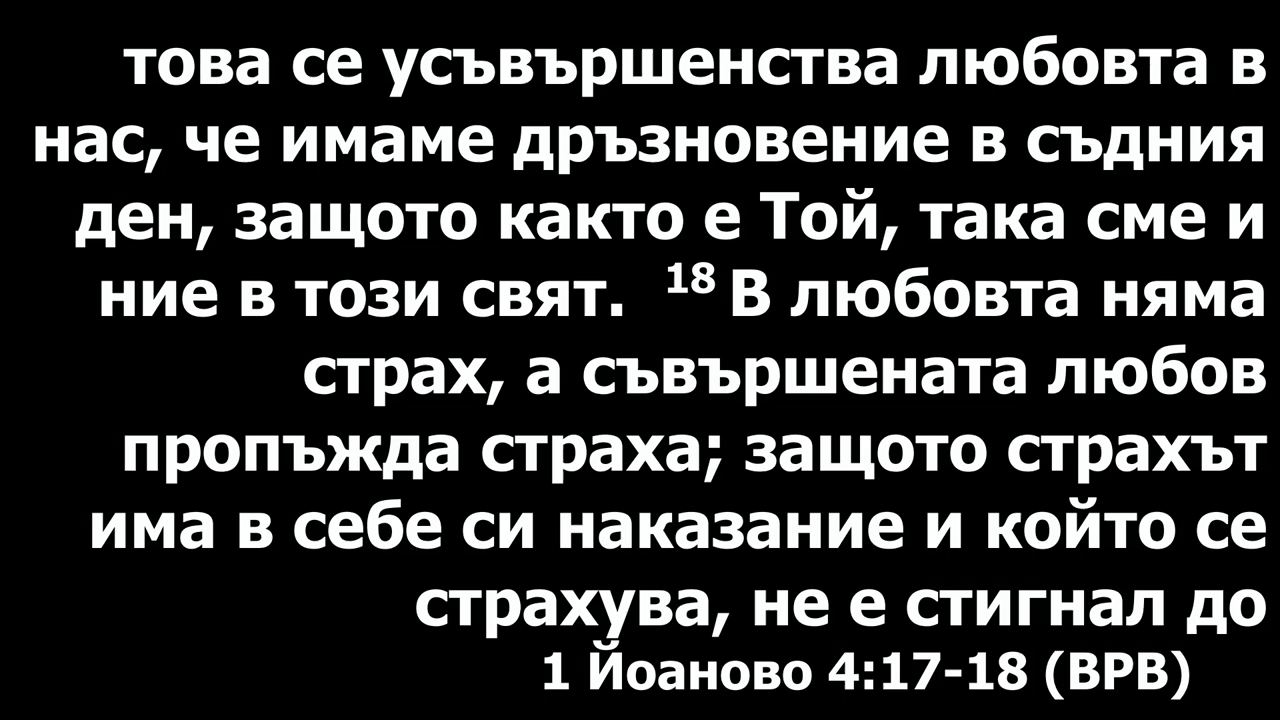 това се усъвършенства любовта в
нас, че имаме дръзновение в съдния
ден, защото както е Той, така сме и
ние в този свят. 18 В любовта няма
страх, а съвършената любов
пропъжда страха; защото страхът
има в себе си наказание и който се
страхува, не е стигнал до
1 Йоаново 4:17-18 (ВРВ)